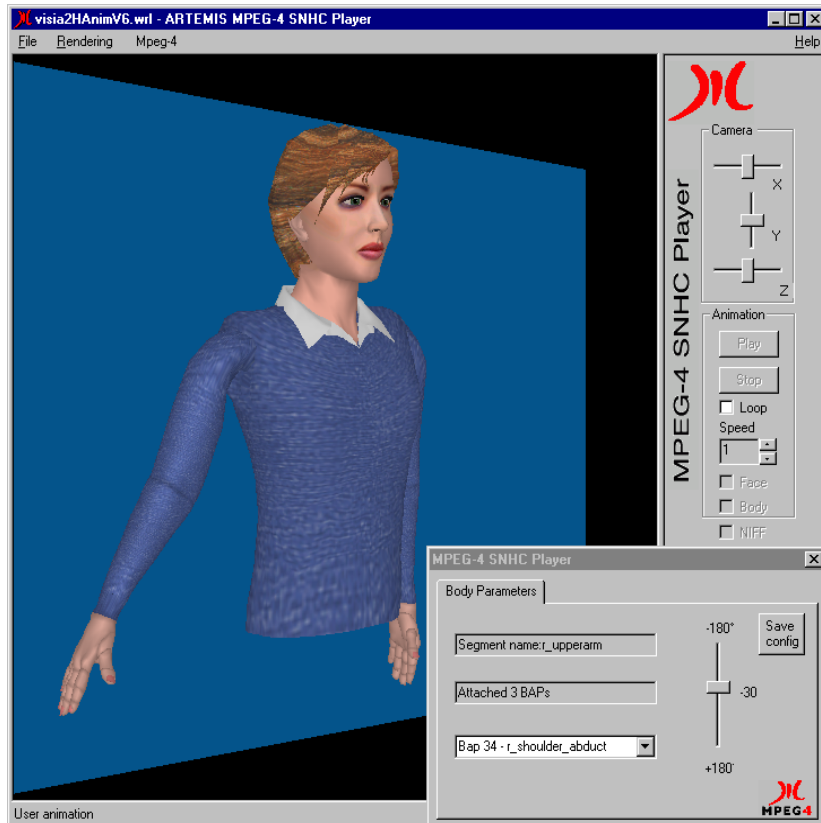 visia2HAnimV6.wrl - ARTEMIS MPEG-4 SNHC Player
File Rendering Mpeg-4 Help
MPEG-4 SNHC Player
Camera
X
Y
Z
Animation
Play
Stop
Loop
Speed
1
Face
Body
NIFF
MPEG-4 SNHC Player
Body Parameters
Segment name:r_upperarm
Attached 3 BAPs
Bap 34 - r_shoulder_abduct
-180°
-30
+180°
Save
config
MPEG4
User animation